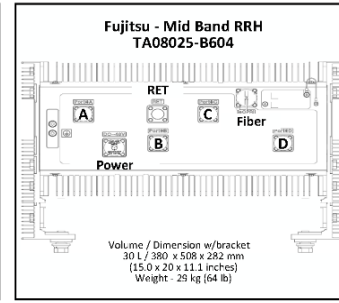 Fujitsu - Mid Band RRH
TA08025-B604
RET
A
C
Fiber
B
D
Power
Volume / Dimension w/bracket
30 L / 380 x 508 x 282 mm
(15.0 x 20 x 11.1 inches)
Weight - 29 kg (64 lb)